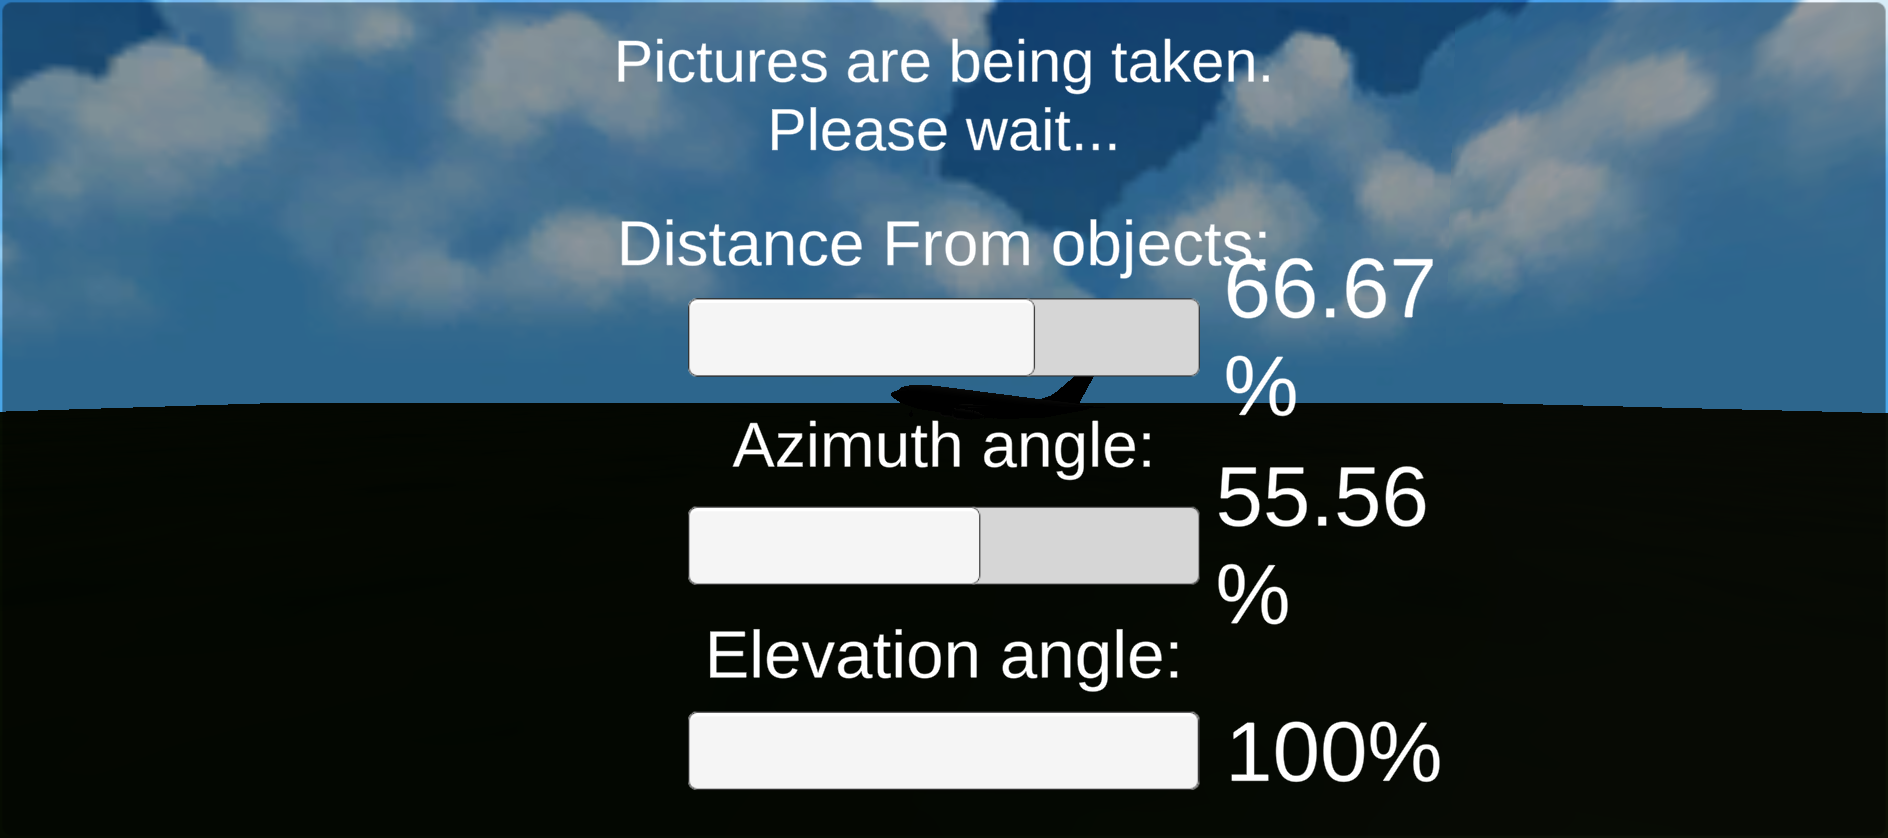 Pictures are being taken.
Please wait...
Distance From objects:
66.67
%
Azimuth angle:
55.56
%
Elevation angle:
100%